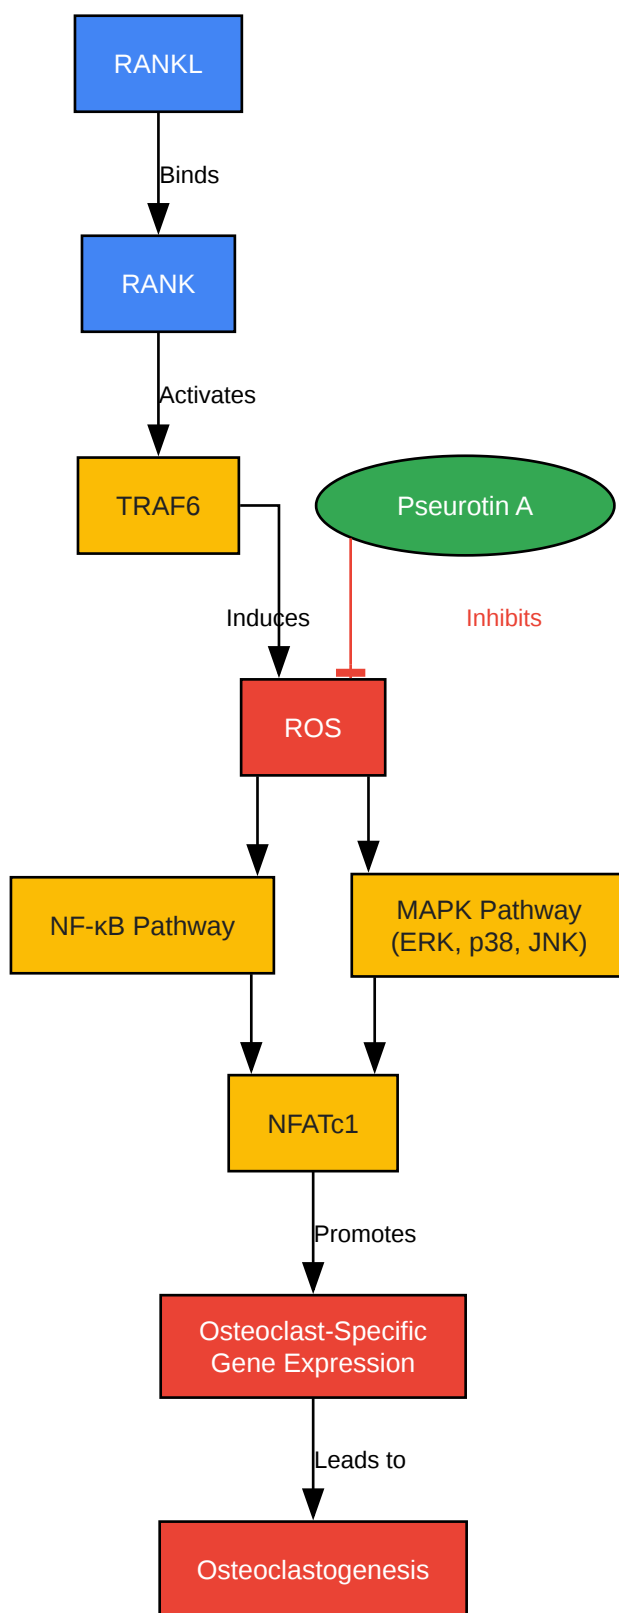 RANKL
Binds
RANK
Activates
TRAF6
Pseurotin A
Induces
Inhibits
ROS
NF-κB Pathway
MAPK Pathway
(ERK, p38, JNK)
NFATc1
Promotes
Osteoclast-Specific
Gene Expression
Leads to
Osteoclastogenesis